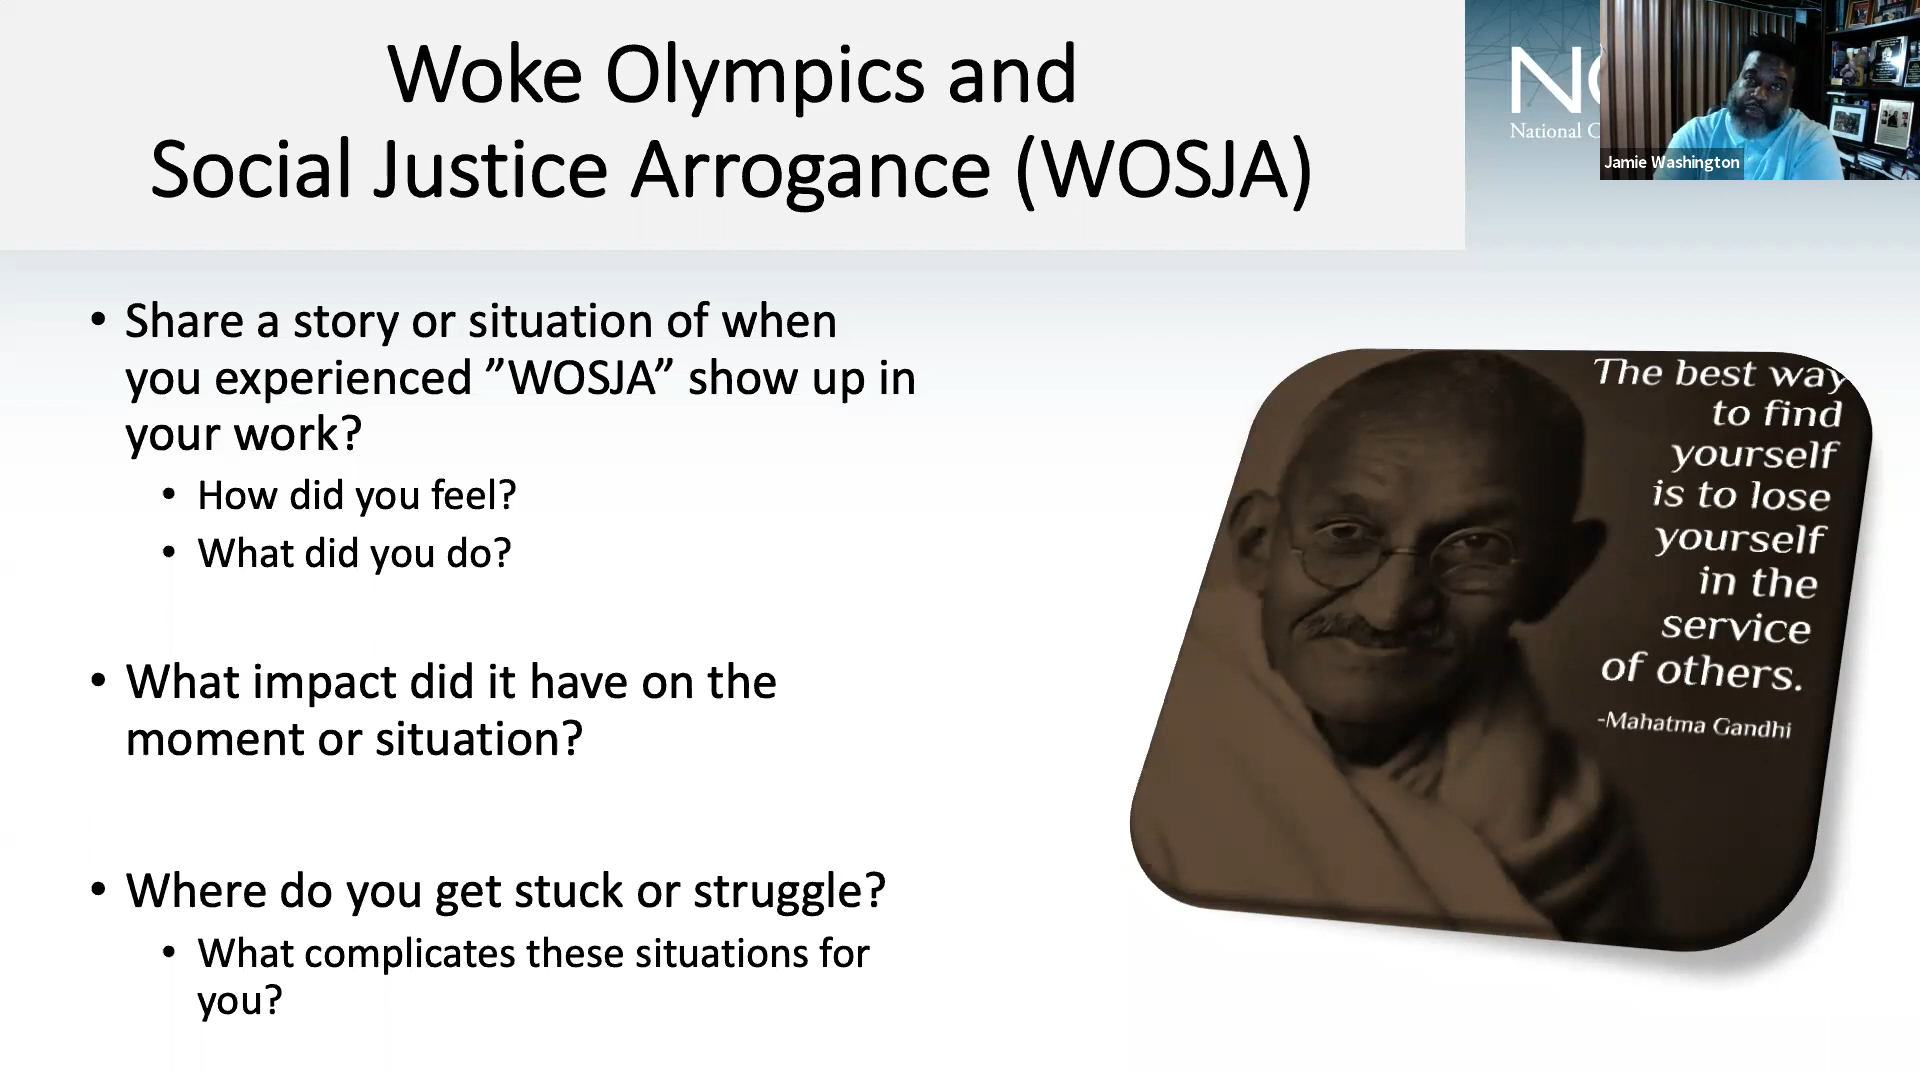 Woke Olympics and
Social Justice Arrogance (WOSJA)
National
Jamie Washington
• Share a story or situation of when
you experienced ”WOSJA” show up in
your work?
• How did you feel?
• What did you do?
• What impact did it have on the
moment or situation?
• Where do you get stuck or struggle?
• What complicates these situations for
you?
The best way
to find
yourself
is to lose
yourself
in the
service
of others.
-Mahatma Gandhi